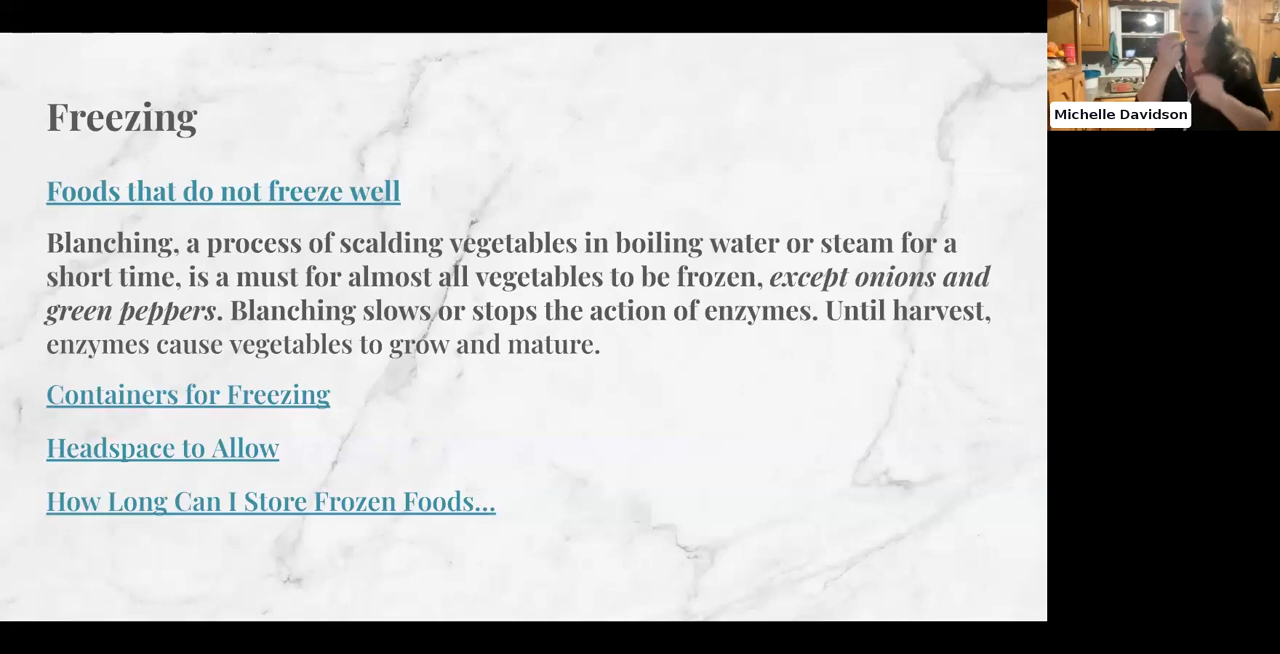 Freezing
Foods that do not freeze well
Blanching, a process of scalding vegetables in boiling water or steam for a
short time, is a must for almost all vegetables to be frozen, except onions and
green peppers. Blanching slows or stops the action of enzymes. Until harvest,
enzymes cause vegetables to grow and mature.
Containers for Freezing
Headspace to Allow
How Long Can I Store Frozen Foods...
Michelle Davidson